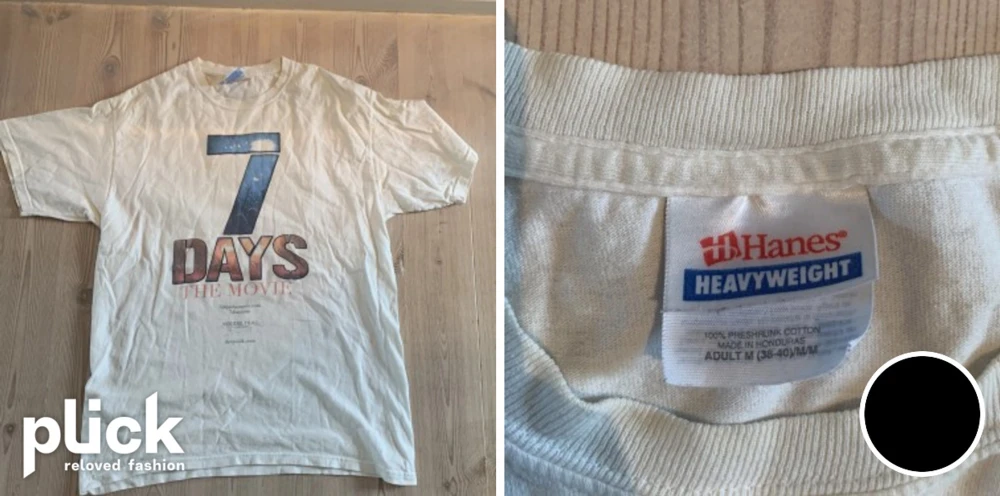 7
DAYS
THE MOVIE
plick
reloved fashion
Hanes
HEAVYWEIGHT
100% PRESHRUNK COTTON
MADE IN HONDURAS
ADULT M (38-40)/M/M